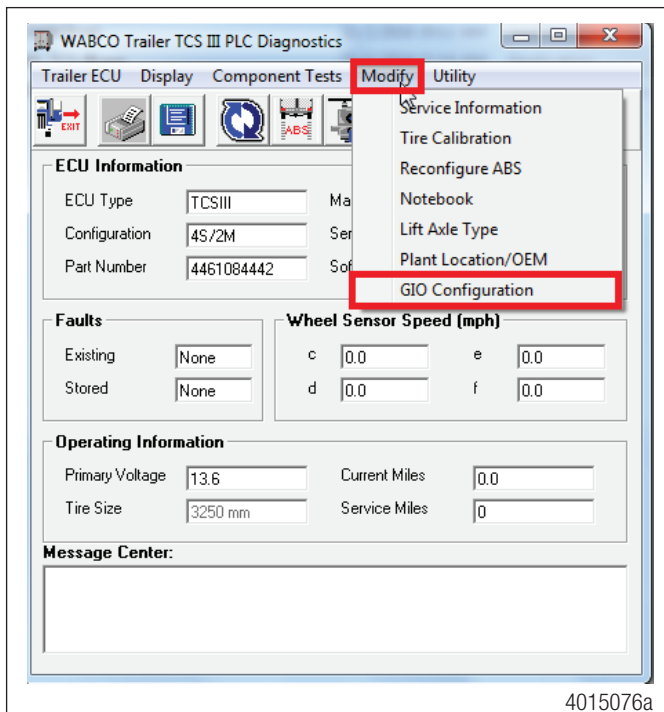 WABCO Trailer TCS III PLC Diagnostics
Trailer ECU Display Component Tests Modify Utility
EXIT
ABS
Service Information
Tire Calibration
Reconfigure ABS
Notebook
Lift Axle Type
Plant Location/OEM
GIO Configuration
ECU Information
ECU Type TCSIII Ma
Configuration 4S/2M Ser
Part Number 4461084442 Sof
Faults
Existing None
Stored None
Wheel Sensor Speed (mph)
c 0.0 e 0.0
d 0.0 f 0.0
Operating Information
Primary Voltage 13.6 Current Miles 0.0
Tire Size 3250 mm Service Miles 0
Message Center:
4015076a